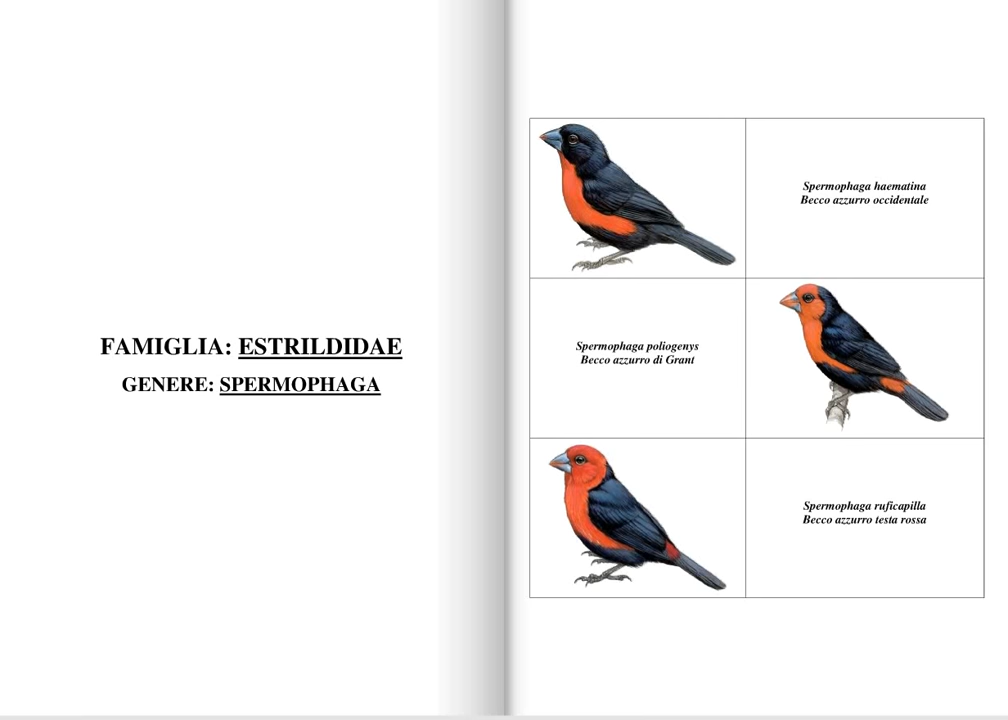 FAMIGLIA: ESTRILDIDAE
GENERE: SPERMOPHAGA
Spermophaga haematina
Becco azzurro occidentale
Spermophaga poliogenys
Becco azzurro di Grant
Spermophaga ruficapilla
Becco azzurro testa rossa